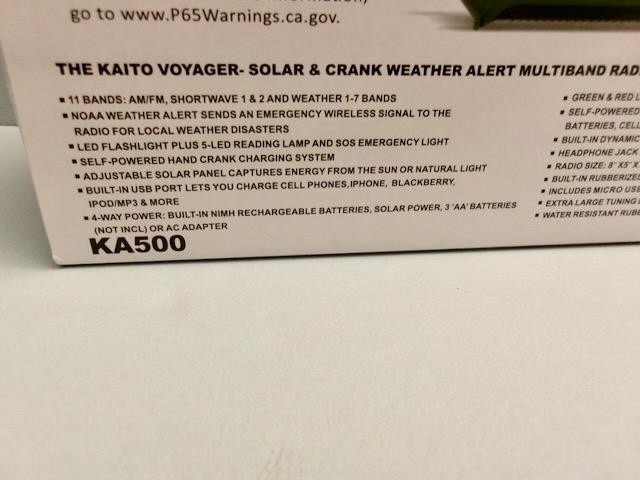 go to www.P65Warnings.ca.gov.
THE KAITO VOYAGER- SOLAR & CRANK WEATHER ALERT MULTIBAND
▪ 11 BANDS: AM/FM, SHORTWAVE 1 & 2 AND WEATHER 1-7 BANDS
▪ NOAA WEATHER ALERT SENDS AN EMERGENCY WIRELESS SIGNAL TO THE
RADIO FOR LOCAL WEATHER DISASTERS
▪ LED FLASHLIGHT PLUS 5-LED READING LAMP AND SOS EMERGENCY LIGHT
▪ SELF-POWERED HAND CRANK CHARGING SYSTEM
▪ ADJUSTABLE SOLAR PANEL CAPTURES ENERGY FROM THE SUN OR NATURAL LIGHT
▪ BUILT-IN USB PORT LETS YOU CHARGE CELL PHONES,IPHONE, BLACKBERRY,
IPOD/MP3 & MORE
▪ 4-WAY POWER: BUILT-IN NIMH RECHARGEABLE BATTERIES, SOLAR POWER, 3 'AA' BATTERIES
(NOT INCL) OR AC ADAPTER
KA500
▪ GREEN & RED
▪ SELF-POWERED
BATTERIES, CELL
▪ BUILT-IN DYNAMIC
▪ HEADPHONE JACK
▪ RADIO SIZE: 8" X5" X
▪ BUILT-IN RUBBERIZED
▪ INCLUDES MICRO
▪ EXTRA LARGE TUNING
▪ WATER RESISTANT